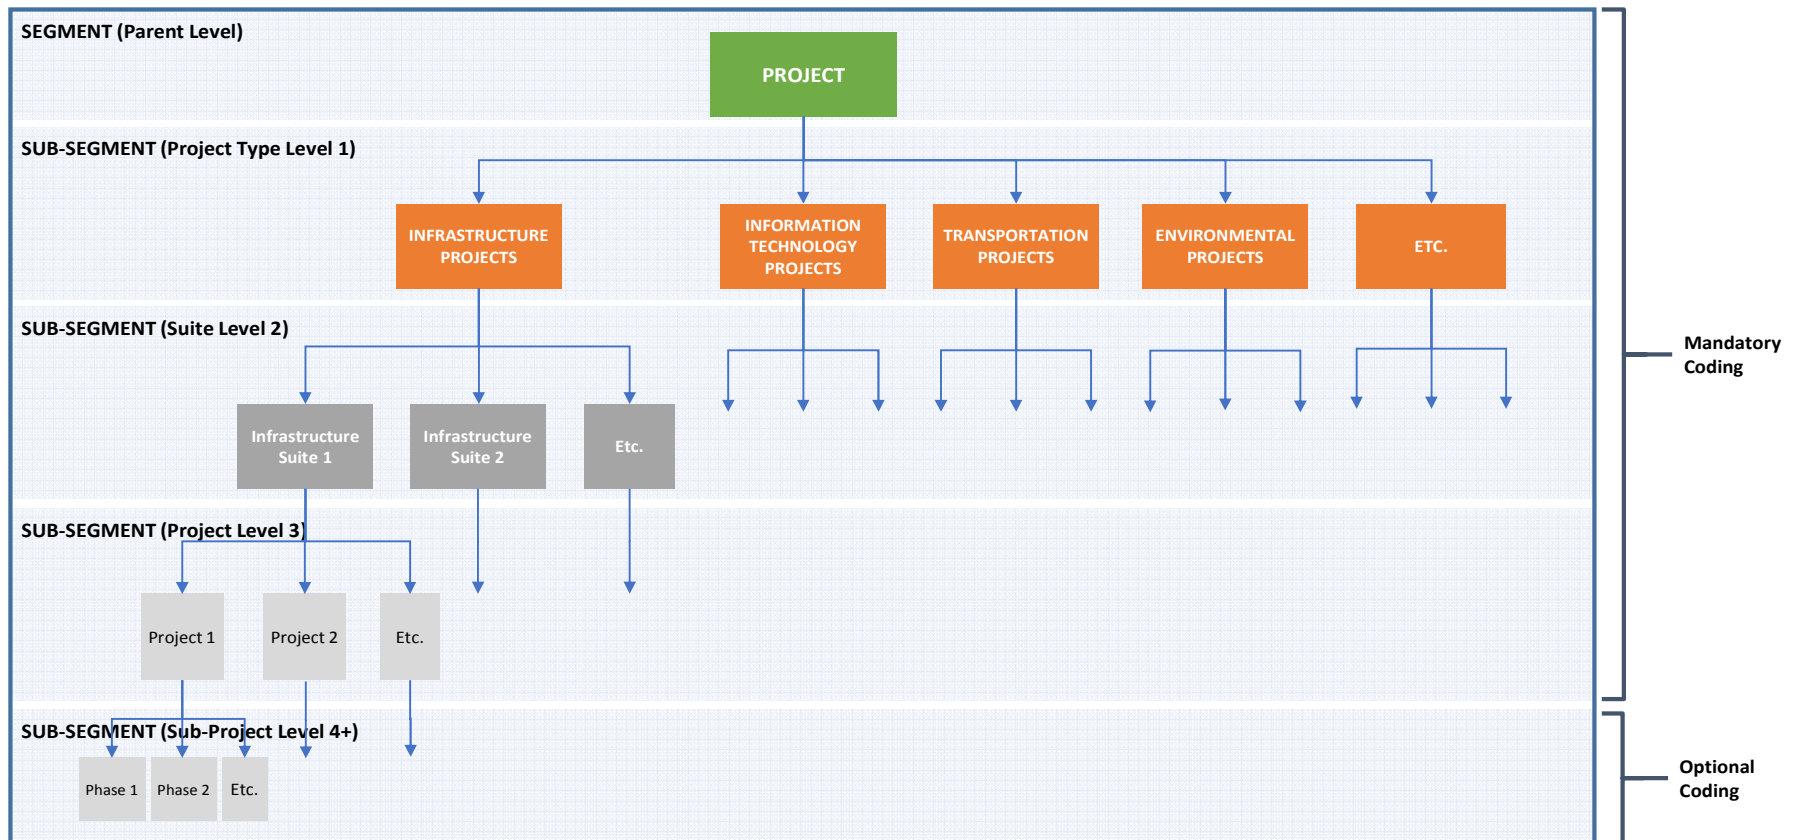 SEGMENT (Parent Level)
PROJECT
SUB-SEGMENT (Project Type Level 1)
INFRASTRUCTURE
PROJECTS
INFORMATION
TECHNOLOGY
PROJECTS
TRANSPORTATION
PROJECTS
ENVIRONMENTAL
PROJECTS
ETC.
SUB-SEGMENT (Suite Level 2)
Mandatory
Coding
Infrastructure
Suite 1
Infrastructure
Suite 2
Etc.
SUB-SEGMENT (Project Level 3)
Project 1
Project 2
Etc.
SUB-SEGMENT (Sub-Project Level 4+)
Phase 1
Phase 2
Etc.
Optional
Coding